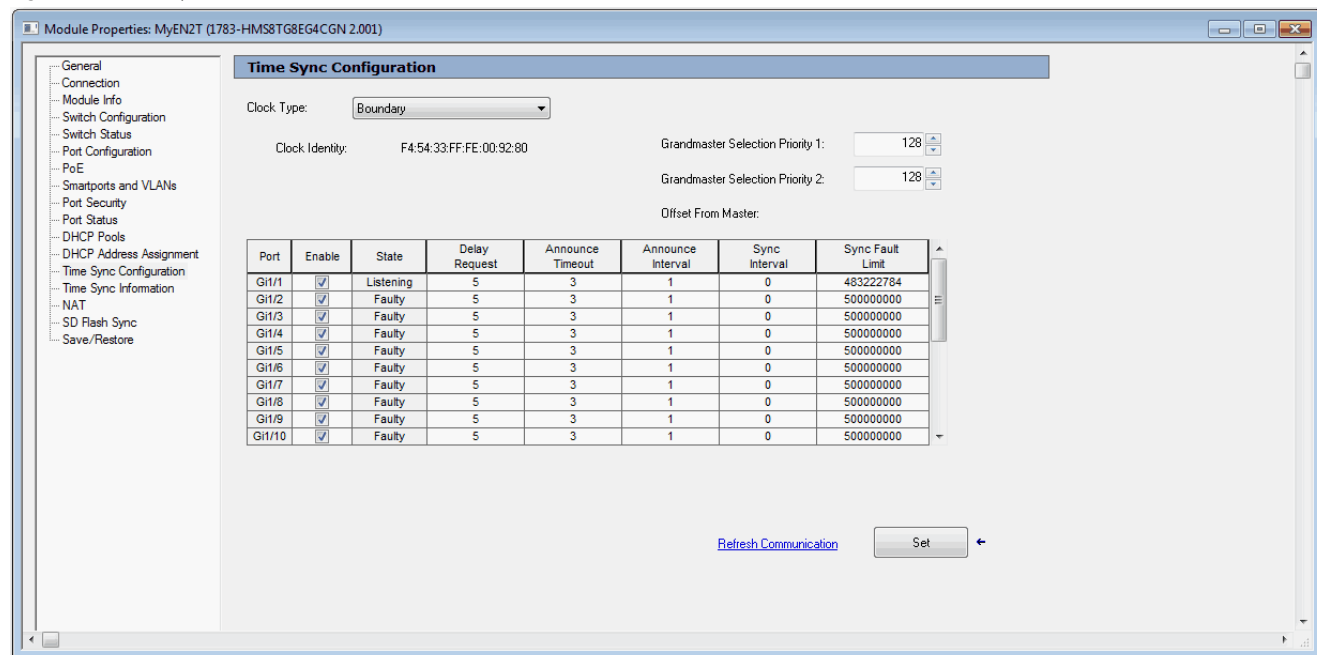 Module Properties: MyEN2T (1783-HMS8TG8EG4CGN 2.001)
General
Connection
Module Info
Switch Configuration
Switch Status
Port Configuration
PoE
Smartports and VLANs
Port Security
Port Status
DHCP Pools
DHCP Address Assignment
Time Sync Configuration
Time Sync Information
NAT
SD Flash Sync
Save/Restore
Time Sync Configuration
Clock Type: Boundary
Clock Identity: F4:54:33:FF:FE:00:92:80
Grandmaster Selection Priority 1: 128
Grandmaster Selection Priority 2: 128
Offset From Master:
Port Enable State Delay Request Announce Timeout Announce Interval Sync Interval Sync Fault Limit
Gi1/1 Listening 5 3 1 0 483222784
Gi1/2 Faulty 5 3 1 0 500000000
Gi1/3 Faulty 5 3 1 0 500000000
Gi1/4 Faulty 5 3 1 0 500000000
Gi1/5 Faulty 5 3 1 0 500000000
Gi1/6 Faulty 5 3 1 0 500000000
Gi1/7 Faulty 5 3 1 0 500000000
Gi1/8 Faulty 5 3 1 0 500000000
Gi1/9 Faulty 5 3 1 0 500000000
Gi1/10 Faulty 5 3 1 0 500000000
Refresh Communication Set